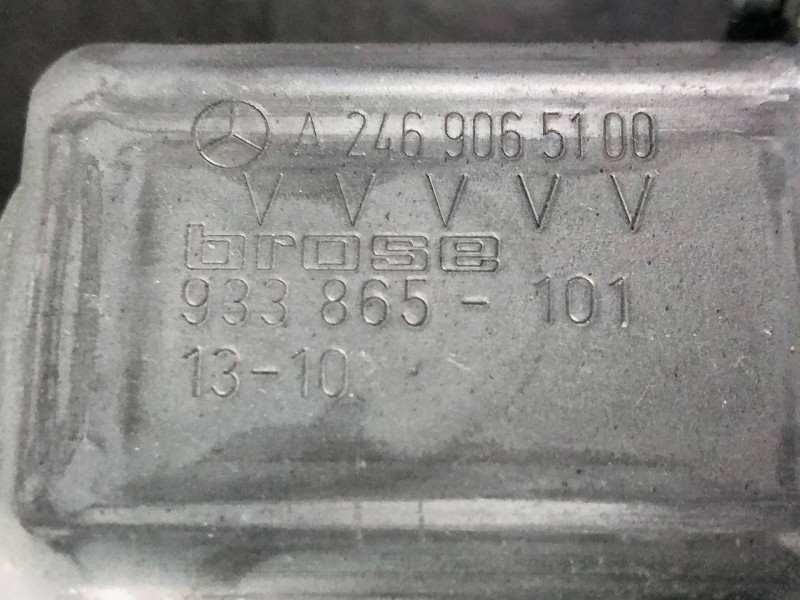 A 246 906 51 00
V V V V V
brose
933 865 - 101
13-10